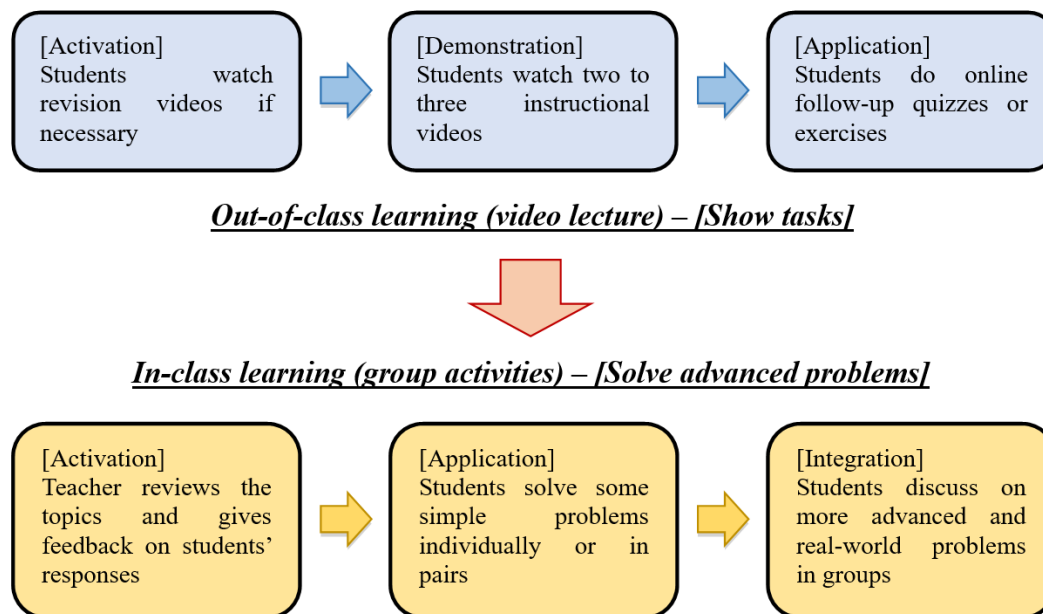 [Activation]
Students watch
revision videos if
necessary
[Demonstration]
Students watch two to
three instructional
videos
[Application]
Students do online
follow-up quizzes or
exercises
Out-of-class learning (video lecture) – [Show tasks]
In-class learning (group activities) – [Solve advanced problems]
[Activation]
Teacher reviews the
topics and gives
feedback on students’
responses
[Application]
Students solve some
simple problems
individually or in
pairs
[Integration]
Students discuss on
more advanced and
real-world problems
in groups